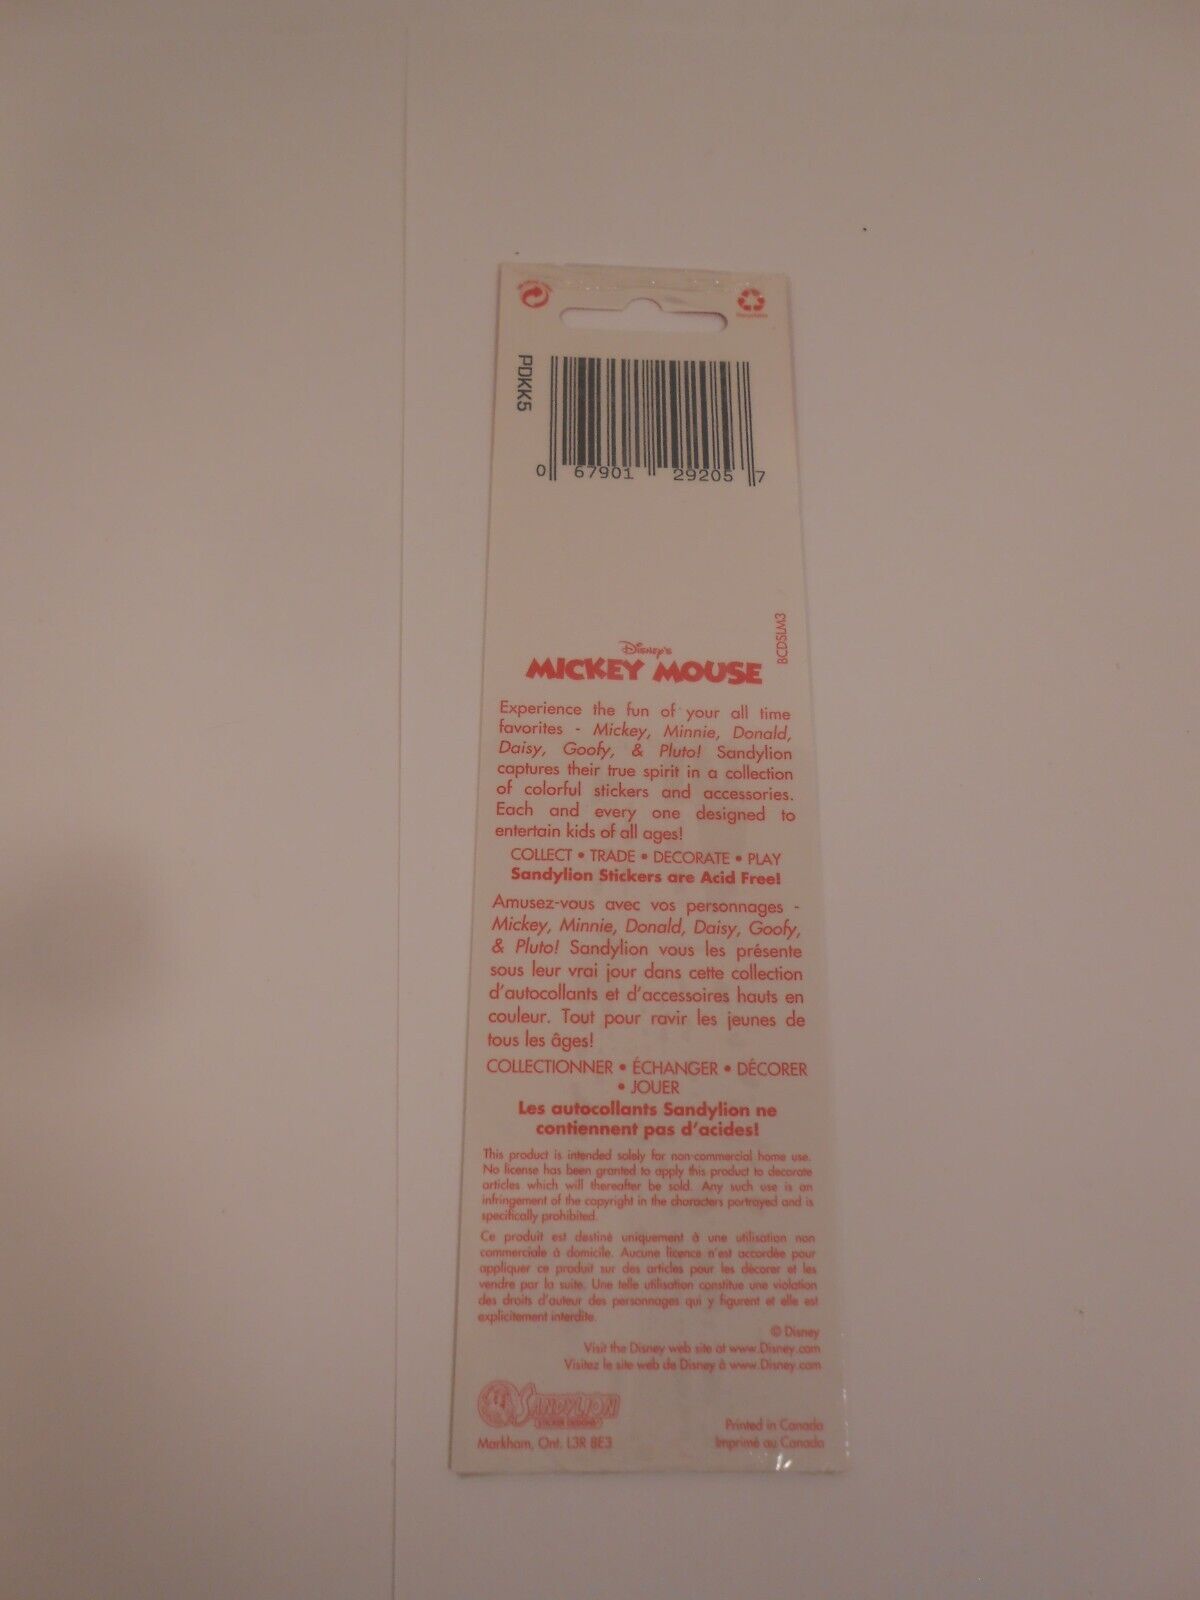 Recyclable
PDKK5
0 67901 29205 7
BCDSLM3
Disney's
MICKEY MOUSE
Experience the fun of your all time
favorites - Mickey, Minnie, Donald,
Daisy, Goofy, & Pluto! Sandylion
captures their true spirit in a collection
of colorful stickers and accessories.
Each and every one designed to
entertain kids of all ages!
COLLECT • TRADE • DECORATE • PLAY
Sandylion Stickers are Acid Free!
Amusez-vous avec vos personnages -
Mickey, Minnie, Donald, Daisy, Goofy,
& Pluto! Sandylion vous les présente
sous leur vrai jour dans cette collection
d'autocollants et d'accessoires hauts en
couleur. Tout pour ravir les jeunes de
tous les âges!
COLLECTIONNER • ÉCHANGER • DÉCORER
• JOUER
Les autocollants Sandylion ne
contiennent pas d'acides!
This product is intended solely for non-commercial home use.
No license has been granted to apply this product to decorate
articles which will thereafter be sold. Any such use is an
infringement of the copyright in the characters portrayed and is
specifically prohibited.
Ce produit est destiné uniquement à une utilisation non
commerciale à domicile. Aucune licence n'est accordée pour
appliquer ce produit sur des articles pour les décorer et les
vendre par la suite. Une telle utilisation constitue une violation
des droits d'auteur des personnages qui y figurent et elle est
explicitement interdite.
© Disney
Visit the Disney web site at www.Disney.com
Visitez le site web de Disney à www.Disney.com
SANDYLION
STICKER DESIGNS
Markham, Ont. L3R 8E3
Printed in Canada
Imprimé au Canada